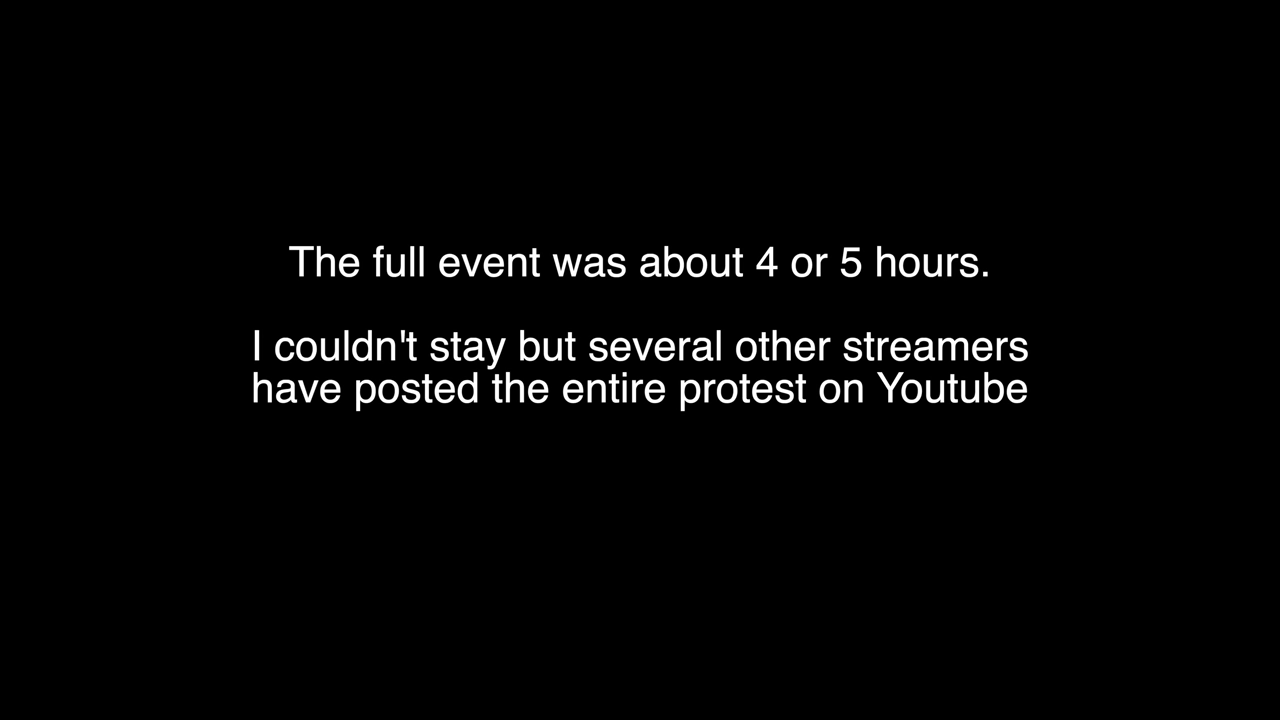 The full event was about 4 or 5 hours.
I couldn't stay but several other streamers
have posted the entire protest on Youtube